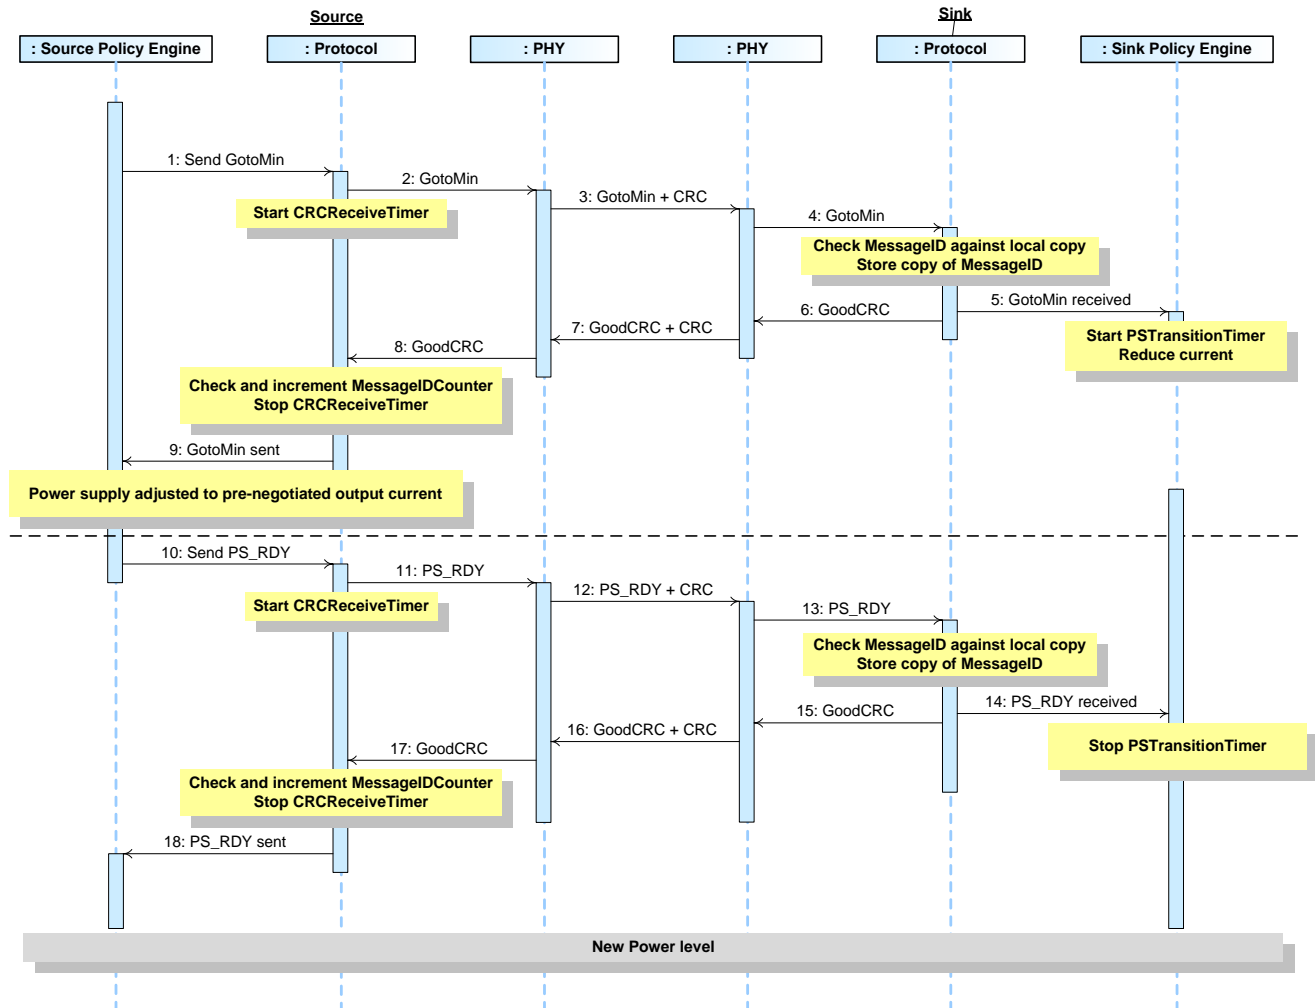 Source
Sink
: Source Policy Engine
: Protocol
: PHY
: PHY
: Protocol
: Sink Policy Engine
1: Send GotoMin
2: GotoMin
Start CRCReceiveTimer
3: GotoMin + CRC
4: GotoMin
Check MessageID against local copy
Store copy of MessageID
5: GotoMin received
6: GoodCRC
Start PSTransitionTimer
Reduce current
7: GoodCRC + CRC
8: GoodCRC
Check and increment MessageIDCounter
Stop CRCReceiveTimer
9: GotoMin sent
Power supply adjusted to pre-negotiated output current
10: Send PS_RDY
11: PS_RDY
Start CRCReceiveTimer
12: PS_RDY + CRC
13: PS_RDY
Check MessageID against local copy
Store copy of MessageID
14: PS_RDY received
15: GoodCRC
Stop PSTransitionTimer
16: GoodCRC + CRC
17: GoodCRC
Check and increment MessageIDCounter
Stop CRCReceiveTimer
18: PS_RDY sent
New Power level